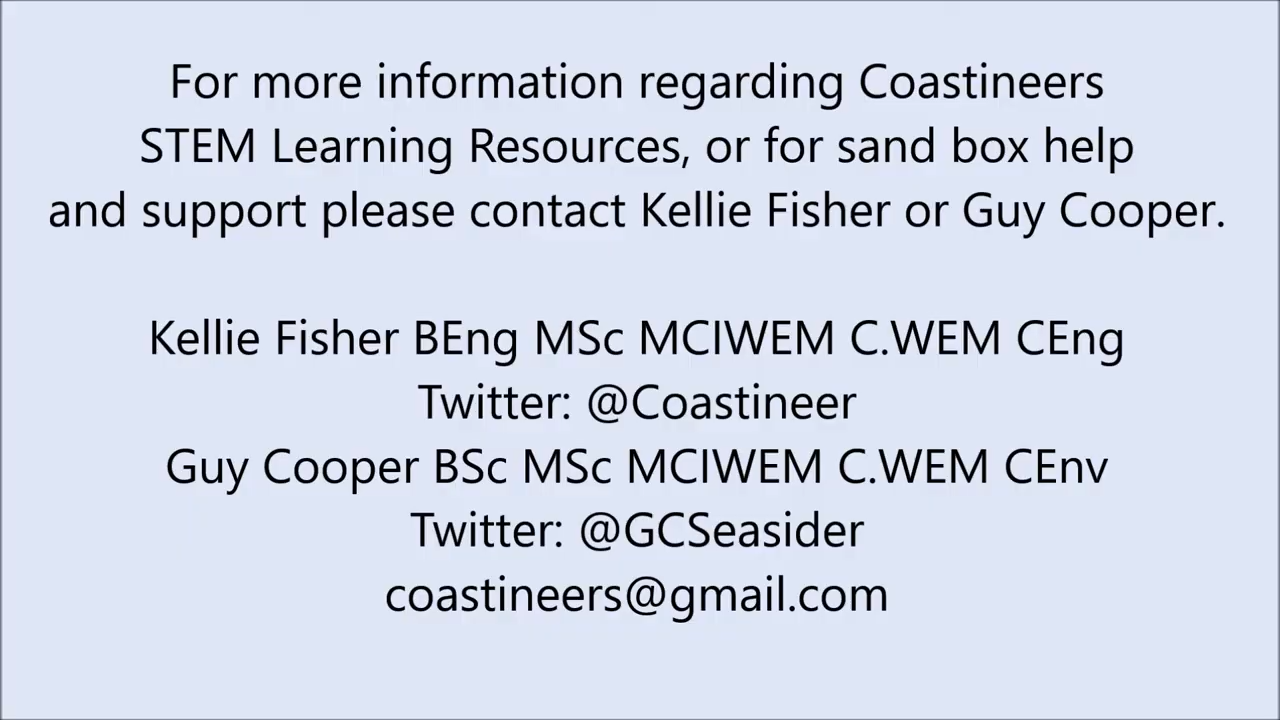 For more information regarding Coastineers
STEM Learning Resources, or for sand box help
and support please contact Kellie Fisher or Guy Cooper.
Kellie Fisher BEng MSc MCIWEM C.WEM CEng
Twitter: @Coastineer
Guy Cooper BSc MSc MCIWEM C.WEM CEnv
Twitter: @GCSeasider
coastineers@gmail.com